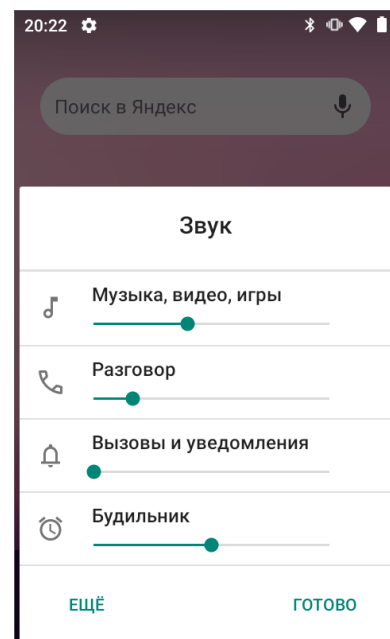 20:22
Поиск в Яндекс
Звук
Музыка, видео, игры
Разговор
Вызовы и уведомления
Будильник
ЕЩЁ ГОТОВО